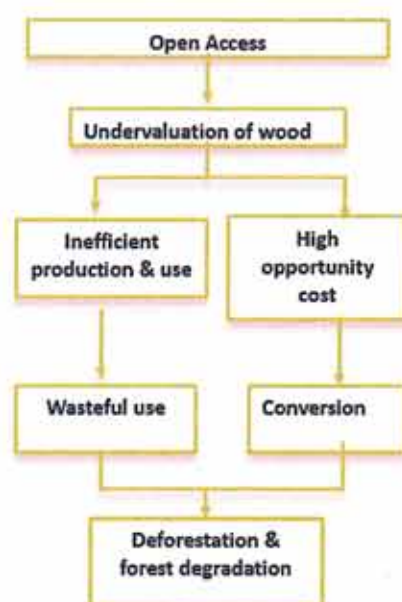 Open Access
Undervaluation of wood
Inefficient
production & use
High
opportunity
cost
Wasteful use
Conversion
Deforestation &
forest degradation